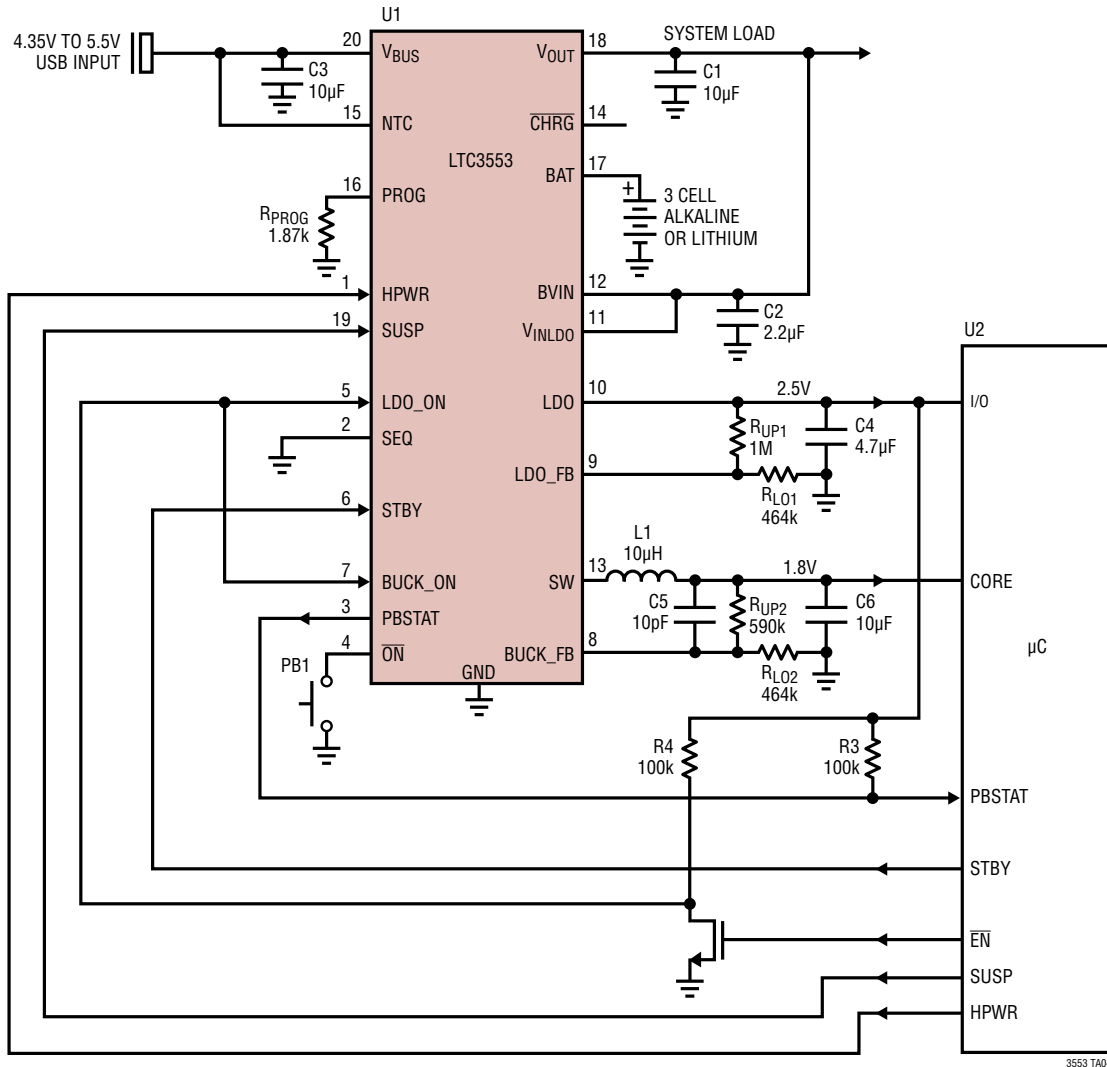 U1
4.35V TO 5.5V
USB INPUT
20
VBUS
C3
10µF
15
NTC
16
PROG
RPROG
1.87k
1
HPWR
19
SUSP
5
LDO_ON
2
SEQ
6
STBY
7
BUCK_ON
3
PBSTAT
4
ON
PB1
LTC3553
GND
18
VOUT
SYSTEM LOAD
C1
10µF
14
CHRG
17
BAT
+
3 CELL
ALKALINE
OR LITHIUM
12
BVIN
11
VINLDO
C2
2.2µF
10
LDO
2.5V
RUP1
1M
C4
4.7µF
9
LDO_FB
RLO1
464k
L1
10µH
13
SW
1.8V
C5
10pF
RUP2
590k
C6
10µF
8
BUCK_FB
RLO2
464k
R4
100k
R3
100k
U2
I/O
CORE
µC
PBSTAT
STBY
EN
SUSP
HPWR